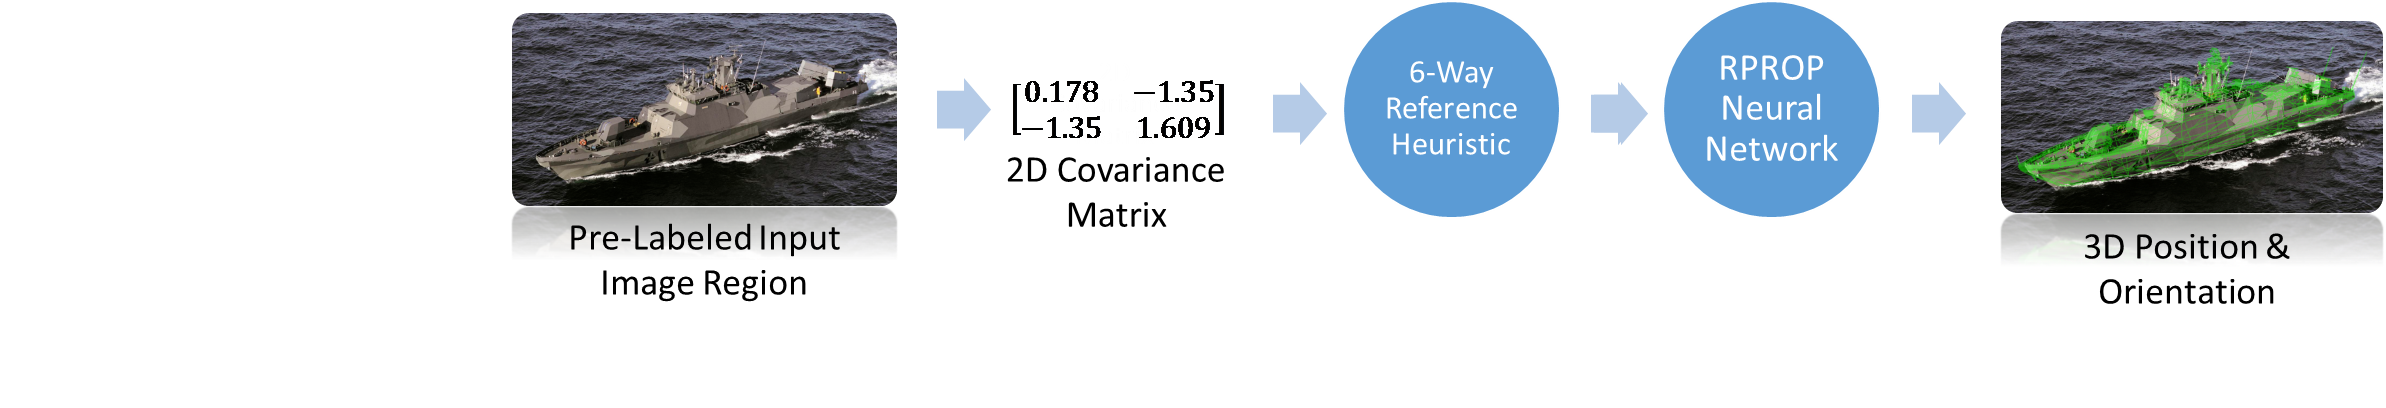 Pre-Labeled Input
Image Region
[0.178 −1.35]
[−1.35 1.609]
2D Covariance
Matrix
6-Way
Reference
Heuristic
RPROP
Neural
Network
3D Position &
Orientation